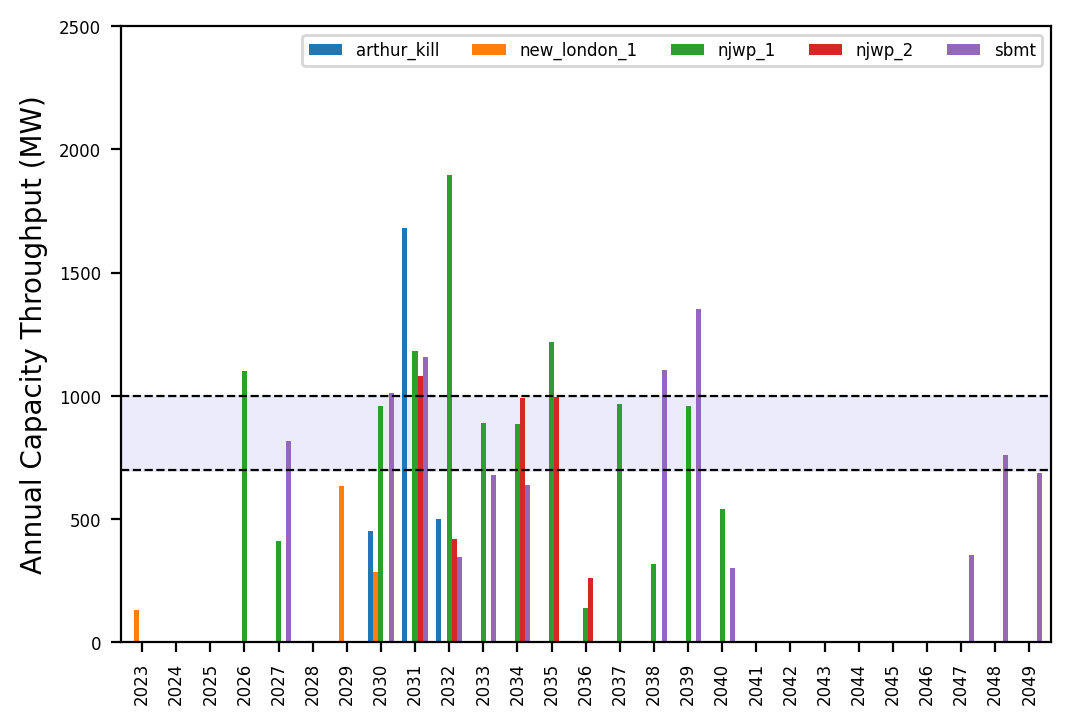 Annual Capacity Throughput (MW)
2500
2000
1500
1000
500
0
arthur_kill new_london_1 njwp_1 njwp_2 sbmt
2023 2024 2025 2026 2027 2028 2029 2030 2031 2032 2033 2034 2035 2036 2037 2038 2039 2040 2041 2042 2043 2044 2045 2046 2047 2048 2049